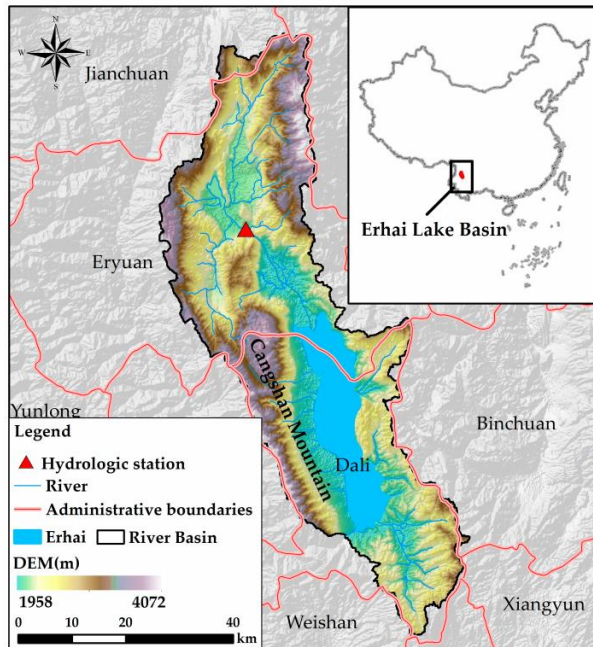 N
W
E
S
Jianchuan
Erhai Lake Basin
Eryuan
Cangshan Mountain
Yunlong
Binchuan
Dali
Legend
Hydrologic station
River
Administrative boundaries
Erhai River Basin
DEM(m)
1958 4072
0 10 20 40
km
Weishan
Xiangyun